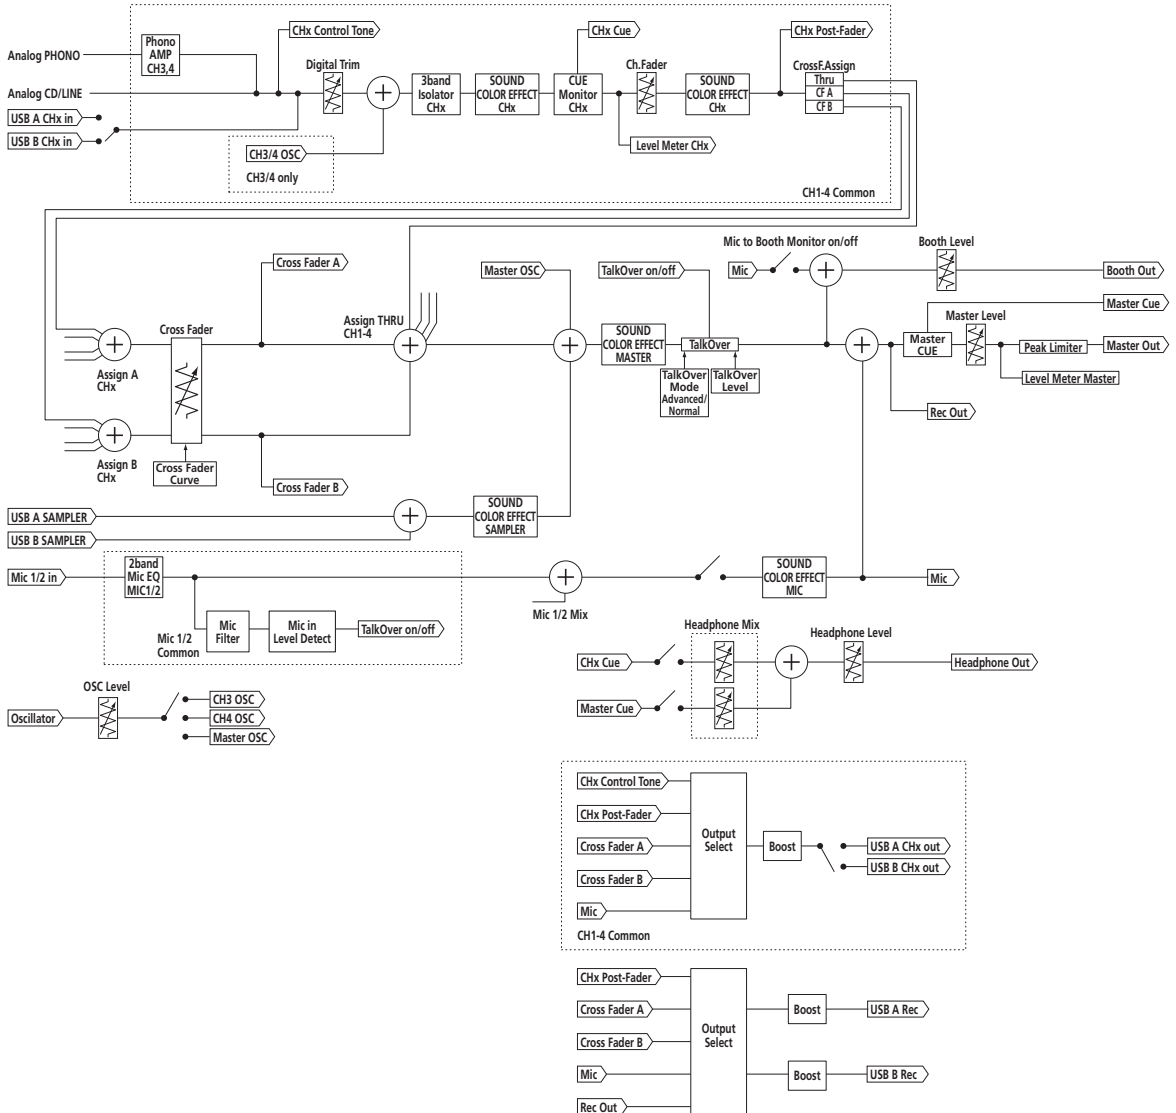 Analog PHONO
Phono
AMP
CH3,4
CHx Control Tone
CHx Cue
CHx Post-Fader
Digital Trim
Ch.Fader
CrossF.Assign
Analog CD/LINE
3band
Isolator
CHx
SOUND
COLOR EFFECT
CHx
CUE
Monitor
CHx
SOUND
COLOR EFFECT
CHx
Thru
CF A
CF B
USB A CHx in
USB B CHx in
CH3/4 OSC
CH3/4 only
Level Meter CHx
CH1-4 Common
Mic to Booth Monitor on/off
Booth Level
Cross Fader A
Master OSC
TalkOver on/off
Mic
Booth Out
Master Cue
Cross Fader
Assign THRU
CH1-4
Master Level
SOUND
COLOR EFFECT
MASTER
TalkOver
Master
CUE
Peak Limiter
Master Out
Assign A
CHx
TalkOver
Mode
Advanced/
Normal
TalkOver
Level
Level Meter Master
Rec Out
Assign B
CHx
Cross Fader
Curve
Cross Fader B
USB A SAMPLER
USB B SAMPLER
SOUND
COLOR EFFECT
SAMPLER
Mic 1/2 in
2band
Mic EQ
MIC1/2
SOUND
COLOR EFFECT
MIC
Mic
Mic 1/2 Mix
Mic 1/2
Common
Mic
Filter
Mic in
Level Detect
TalkOver on/off
Headphone Mix
Headphone Level
CHx Cue
Headphone Out
Master Cue
OSC Level
Oscillator
CH3 OSC
CH4 OSC
Master OSC
CHx Control Tone
CHx Post-Fader
Cross Fader A
Cross Fader B
Mic
Output
Select
Boost
USB A CHx out
USB B CHx out
CH1-4 Common
CHx Post-Fader
Cross Fader A
Cross Fader B
Mic
Rec Out
Output
Select
Boost
USB A Rec
Boost
USB B Rec